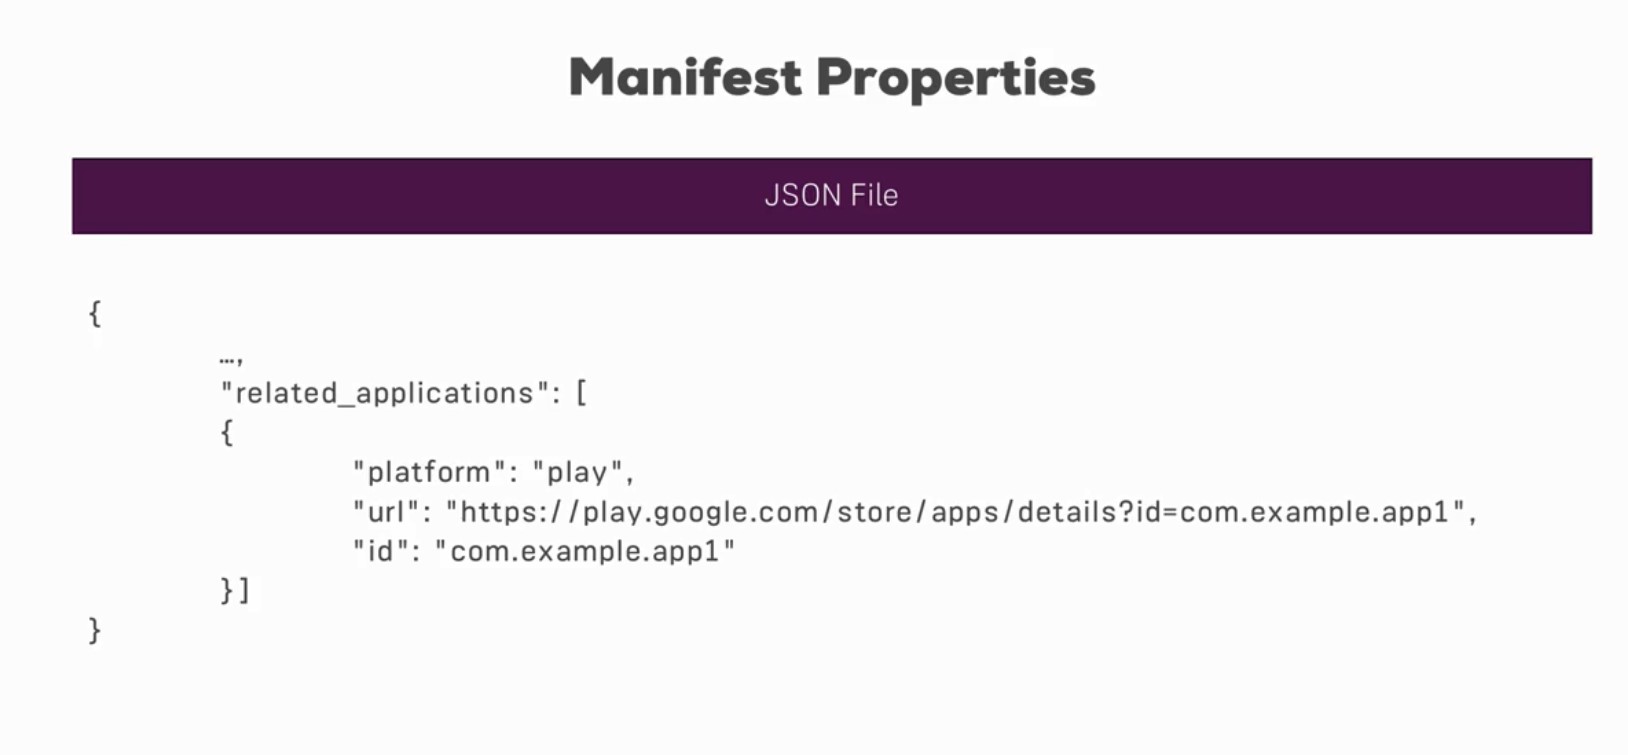 Manifest Properties
JSON File
{
…,
"related_applications": [
{
"platform": "play",
"url": "https://play.google.com/store/apps/details?id=com.example.app1",
"id": "com.example.app1"
}]
}